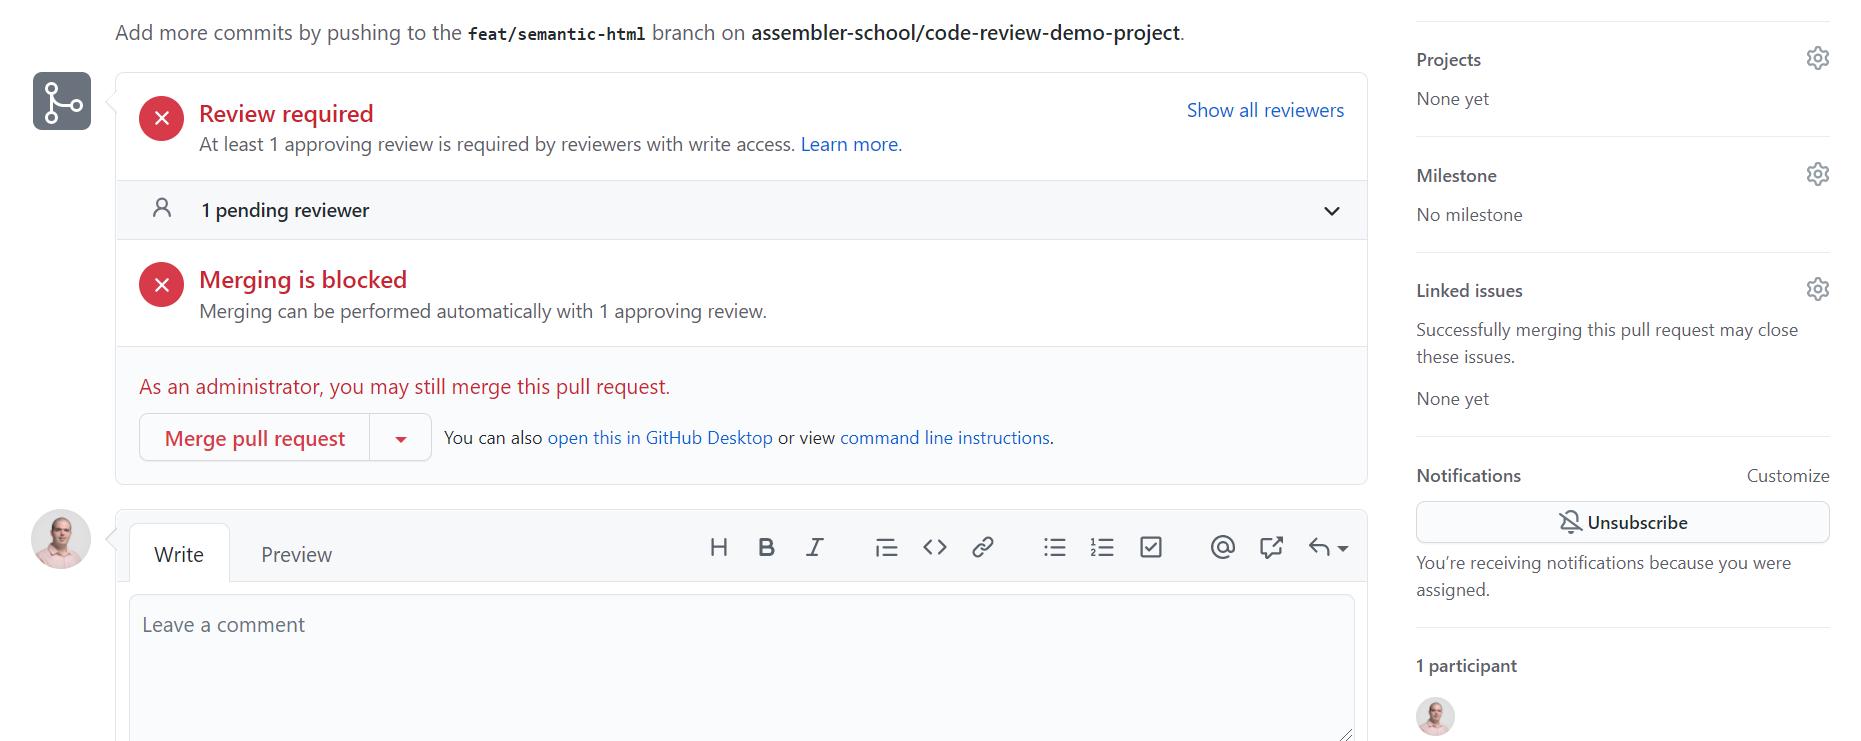 Add more commits by pushing to the feat/semantic-html branch on assembler-school/code-review-demo-project.
Review required
Show all reviewers
At least 1 approving review is required by reviewers with write access. Learn more.
1 pending reviewer
Merging is blocked
Merging can be performed automatically with 1 approving review.
As an administrator, you may still merge this pull request.
Merge pull request
You can also open this in GitHub Desktop or view command line instructions.
Write
Preview
Leave a comment
Projects
None yet
Milestone
No milestone
Linked issues
Successfully merging this pull request may close
these issues.
None yet
Notifications
Customize
Unsubscribe
You’re receiving notifications because you were
assigned.
1 participant